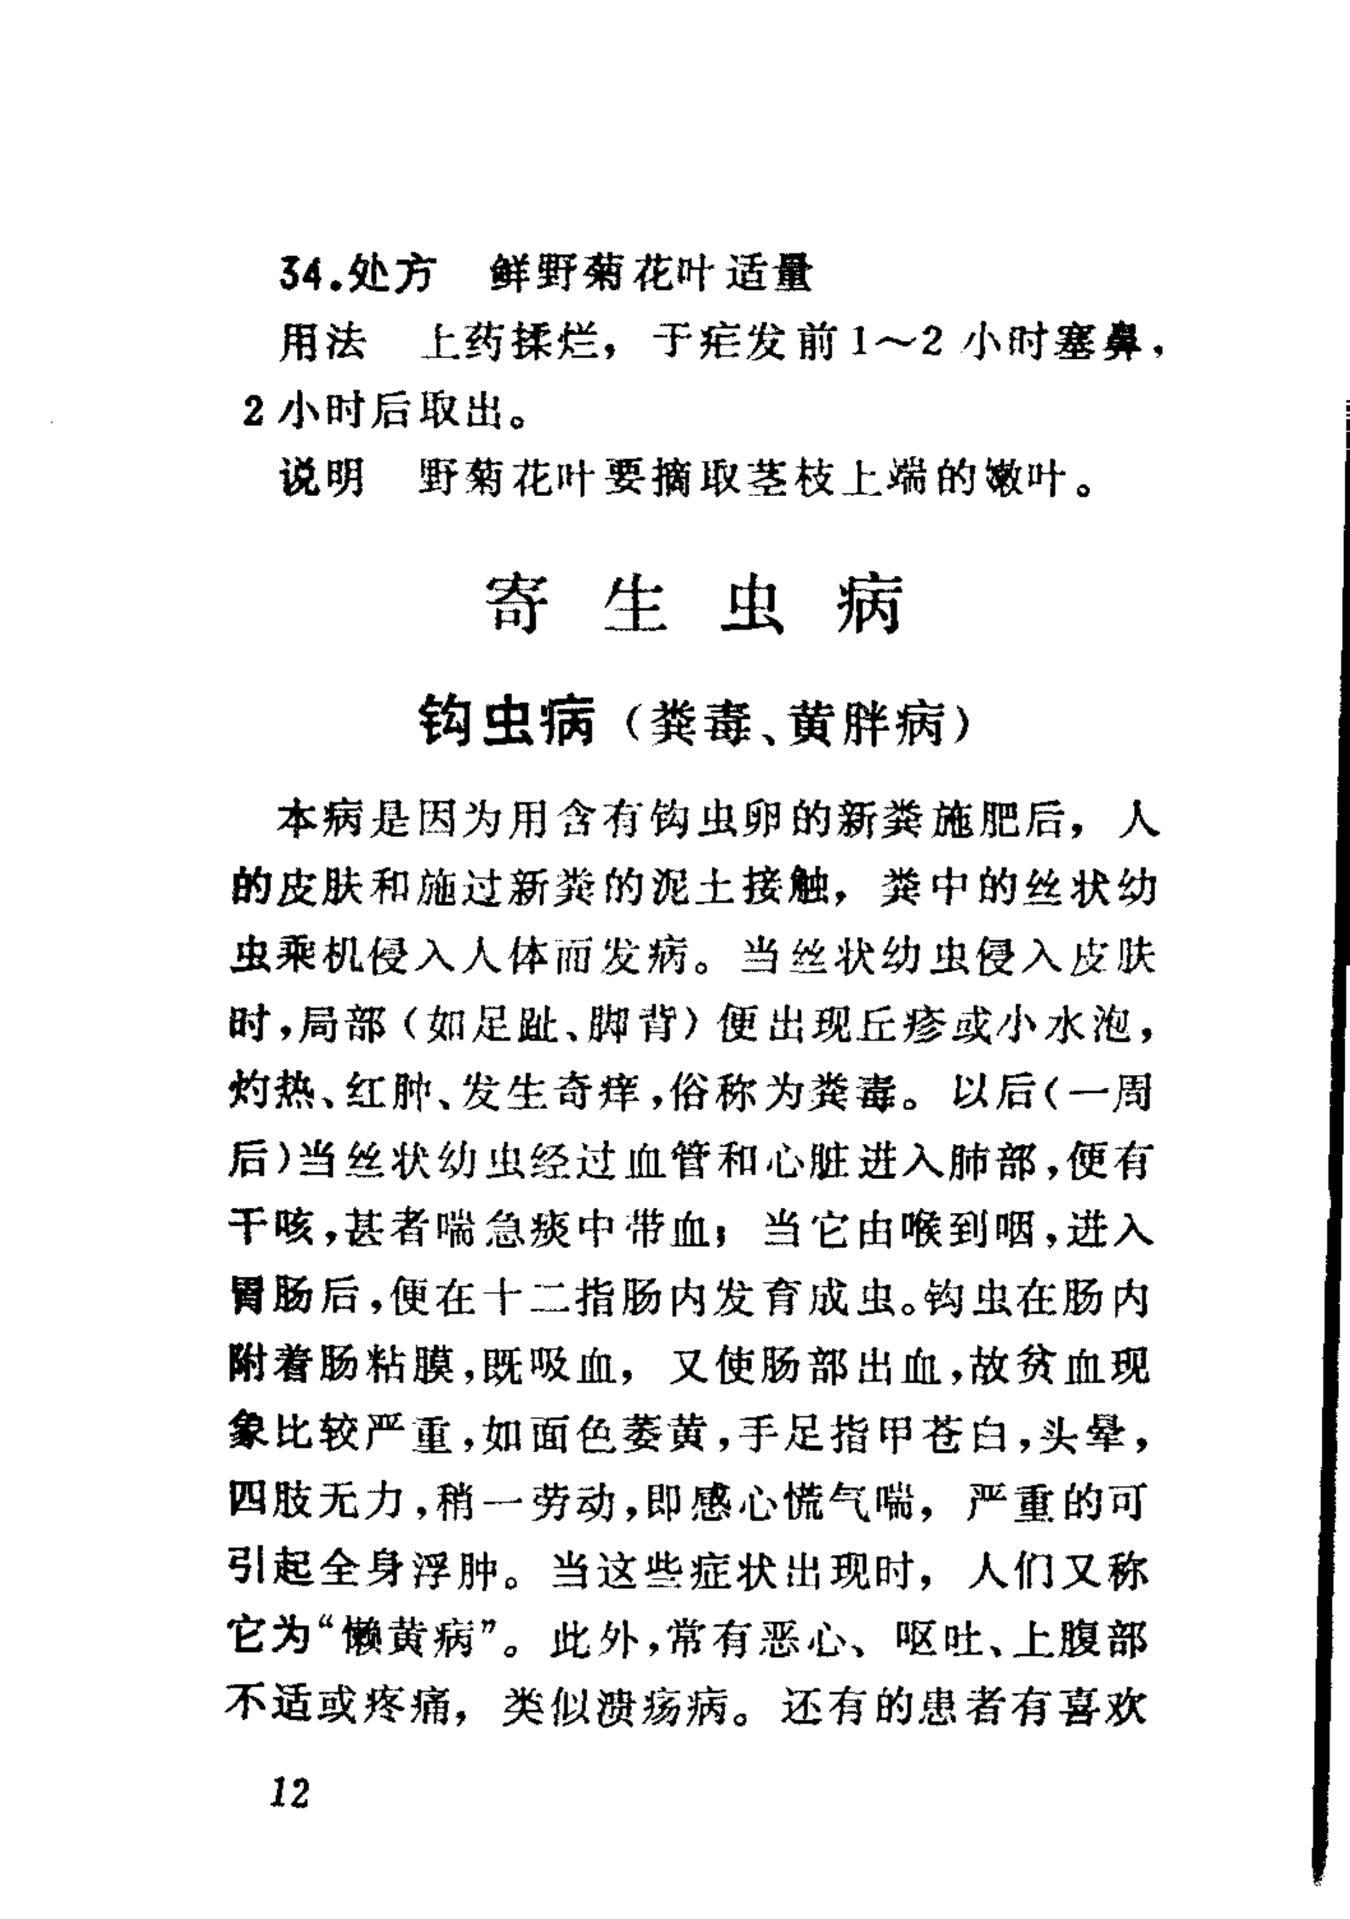 34.处方　鲜野菊花叶适量
用法　上药揉烂，于疟发前1～2小时塞鼻，
2小时后取出。
说明　野菊花叶要摘取茎枝上端的嫩叶。
寄生虫病
钩虫病（粪毒、黄胖病）
本病是因为用含有钩虫卵的新粪施肥后，人
的皮肤和施过新粪的泥土接触，粪中的丝状幼
虫乘机侵入人体而发病。当丝状幼虫侵入皮肤
时，局部（如足趾、脚背）便出现丘疹或小水泡，
灼热、红肿、发生奇痒，俗称为粪毒。以后（一周
后）当丝状幼虫经过血管和心脏进入肺部，便有
干咳，甚者喘急痰中带血；当它由喉到咽，进入
胃肠后，便在十二指肠内发育成虫。钩虫在肠内
附着肠粘膜，既吸血，又使肠部出血，故贫血现
象比较严重，如面色萎黄，手足指甲苍白，头晕，
四肢无力，稍一劳动，即感心慌气喘，严重的可
引起全身浮肿。当这些症状出现时，人们又称
它为“懒黄病”。此外，常有恶心、呕吐、上腹部
不适或疼痛，类似溃疡病。还有的患者有喜欢
12